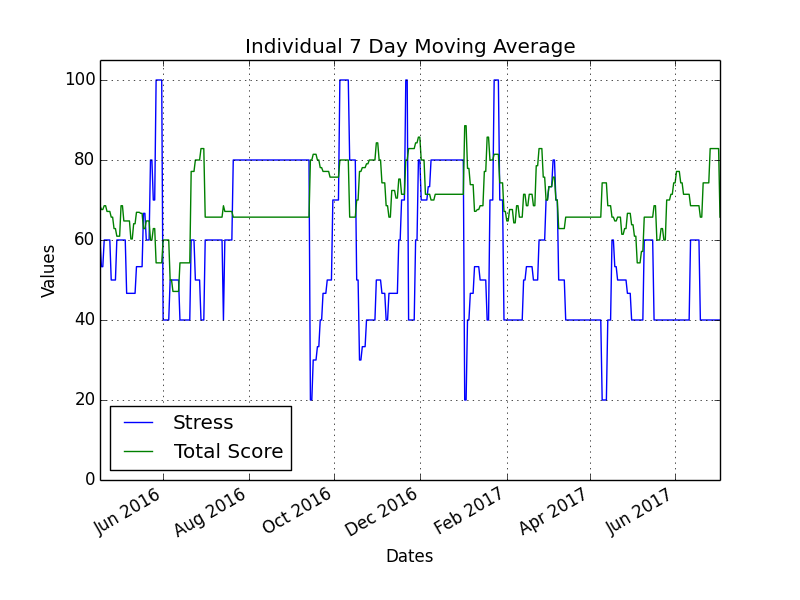 Individual 7 Day Moving Average
100
80
60
40
20
0
Values
Stress
Total Score
Jun 2016
Aug 2016
Oct 2016
Dec 2016
Feb 2017
Apr 2017
Jun 2017
Dates